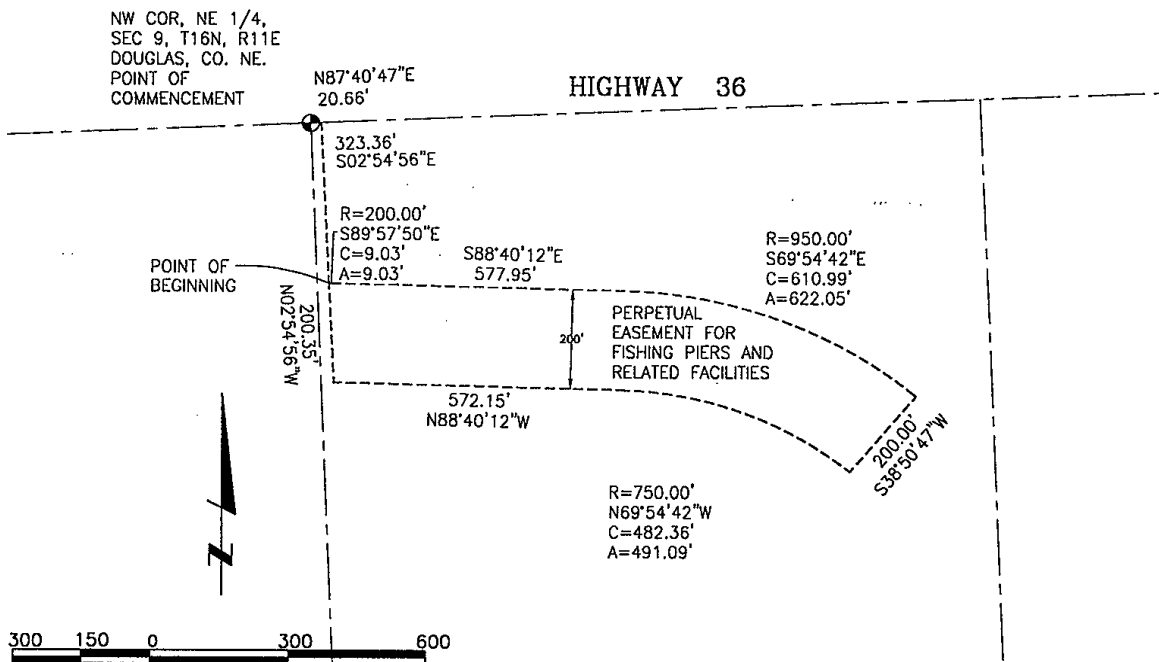 NW COR, NE 1/4,
SEC 9, T16N, R11E
DOUGLAS, CO. NE.
POINT OF
COMMENCEMENT
N87°40'47"E
20.66'
HIGHWAY 36
323.36'
S02°54'56"E
R=200.00'
S89°57'50"E
C=9.03'
A=9.03'
S88°40'12"E
577.95'
R=950.00'
S69°54'42"E
C=610.99'
A=622.05'
POINT OF
BEGINNING
200.35'
N02°54'56"W
200'
PERPETUAL
EASEMENT FOR
FISHING PIERS AND
RELATED FACILITIES
572.15'
N88°40'12"W
200.00'
S38°50'47"W
R=750.00'
N69°54'42"W
C=482.36'
A=491.09'
N
300 150 0 300 600